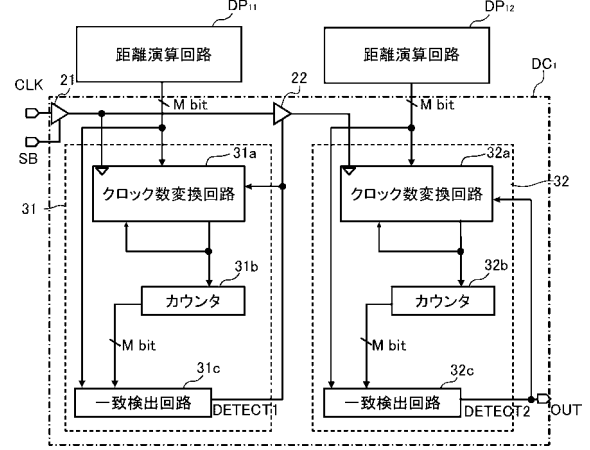 DP₁₁
DP₁₂
距離演算回路
距離演算回路
DC₁
CLK
21
22
M bit
M bit
SB
31a
32a
31
クロック数変換回路
クロック数変換回路
32
31b
32b
カウンタ
カウンタ
M bit
M bit
31c
32c
一致検出回路
DETECT1
一致検出回路
DETECT2
OUT